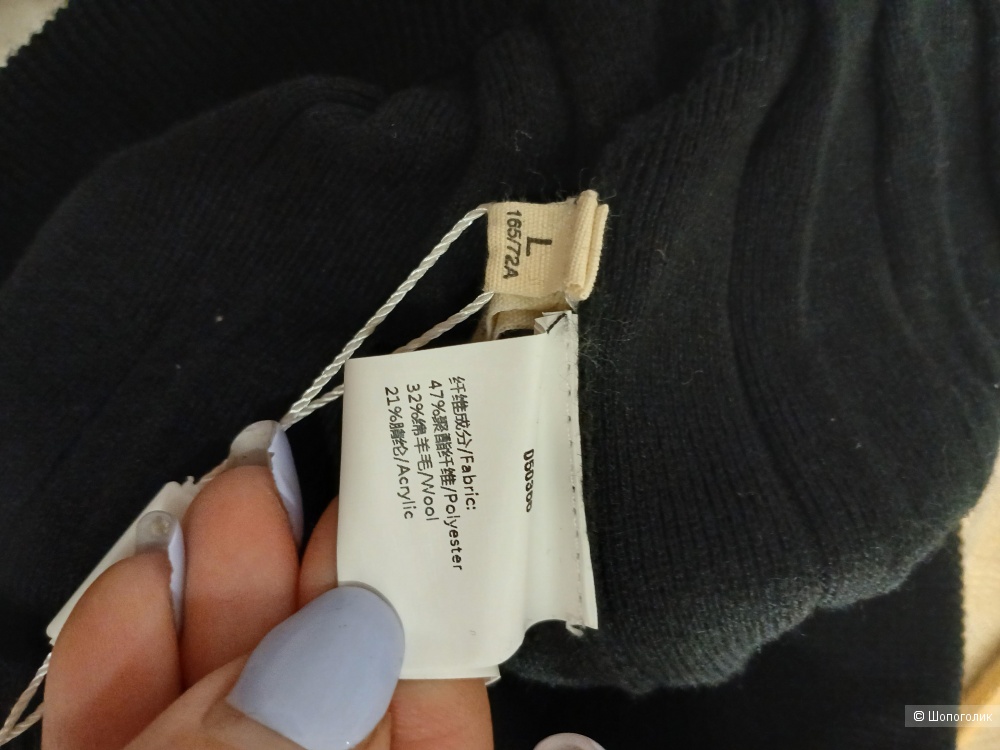 L
165/72A
纤维成分/Fabric:
47%聚酯纤维/Polyester
32%绵羊毛/Wool
21%腈纶/Acrylic
© Шопоголик